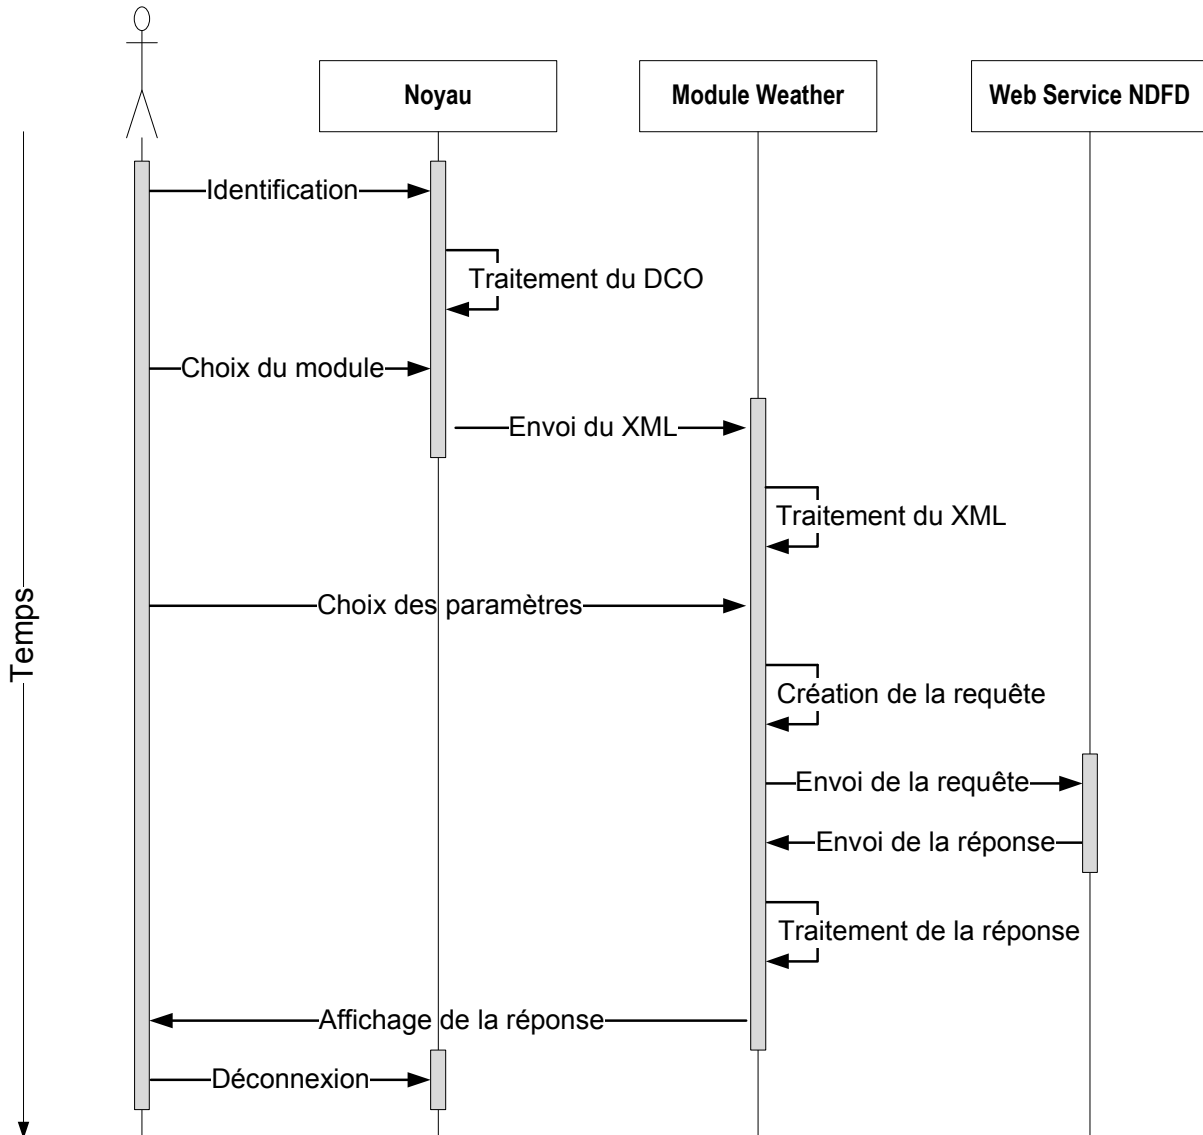 Noyau
Module Weather
Web Service NDFD
Identification
Traitement du DCO
Choix du module
Envoi du XML
Traitement du XML
Choix des paramètres
Temps
Création de la requête
Envoi de la requête
Envoi de la réponse
Traitement de la réponse
Affichage de la réponse
Déconnexion